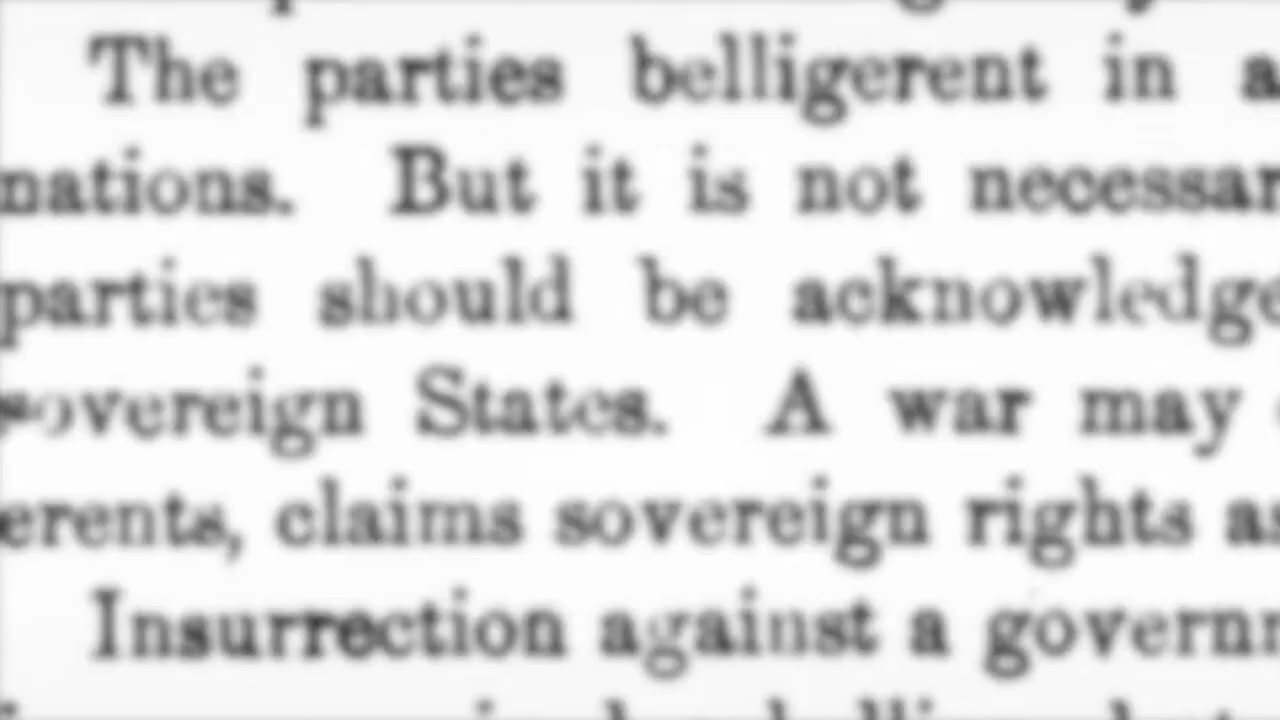 The parties belligerent in a
nations. But it is not necessar
parties should be acknowledge
sovereign States. A war may
erents, claims sovereign rights as
Insurrection against a governm